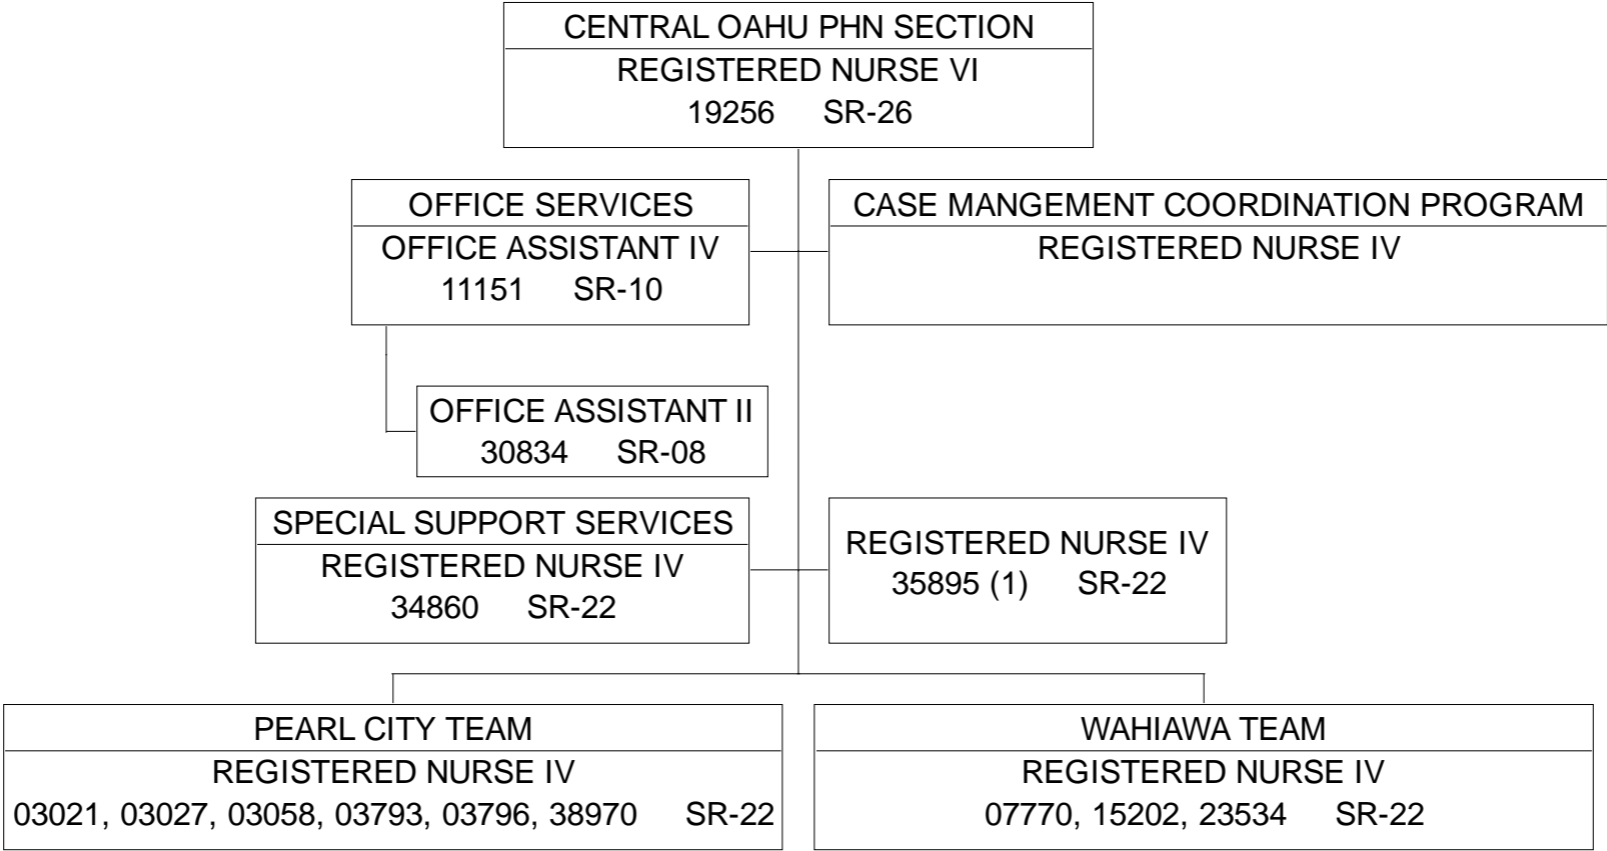 CENTRAL OAHU PHN SECTION
REGISTERED NURSE VI
19256 SR-26
OFFICE SERVICES
OFFICE ASSISTANT IV
11151 SR-10
CASE MANGEMENT COORDINATION PROGRAM
REGISTERED NURSE IV
OFFICE ASSISTANT II
30834 SR-08
SPECIAL SUPPORT SERVICES
REGISTERED NURSE IV
34860 SR-22
REGISTERED NURSE IV
35895 (1) SR-22
PEARL CITY TEAM
REGISTERED NURSE IV
03021, 03027, 03058, 03793, 03796, 38970 SR-22
WAHIAWA TEAM
REGISTERED NURSE IV
07770, 15202, 23534 SR-22